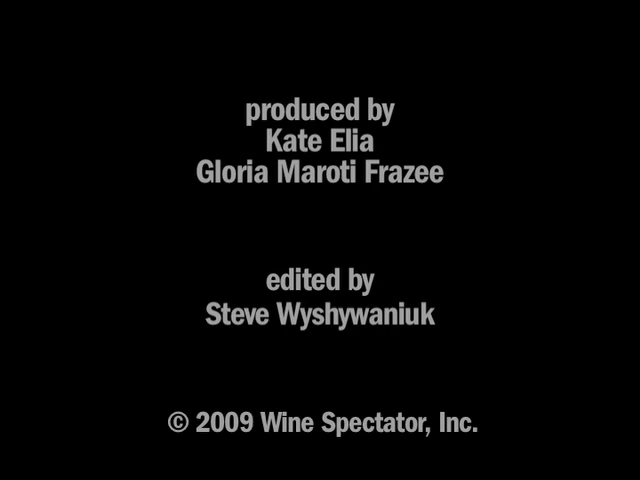 produced by
Kate Elia
Gloria Maroti Frazee
edited by
Steve Wyshywaniuk
© 2009 Wine Spectator, Inc.